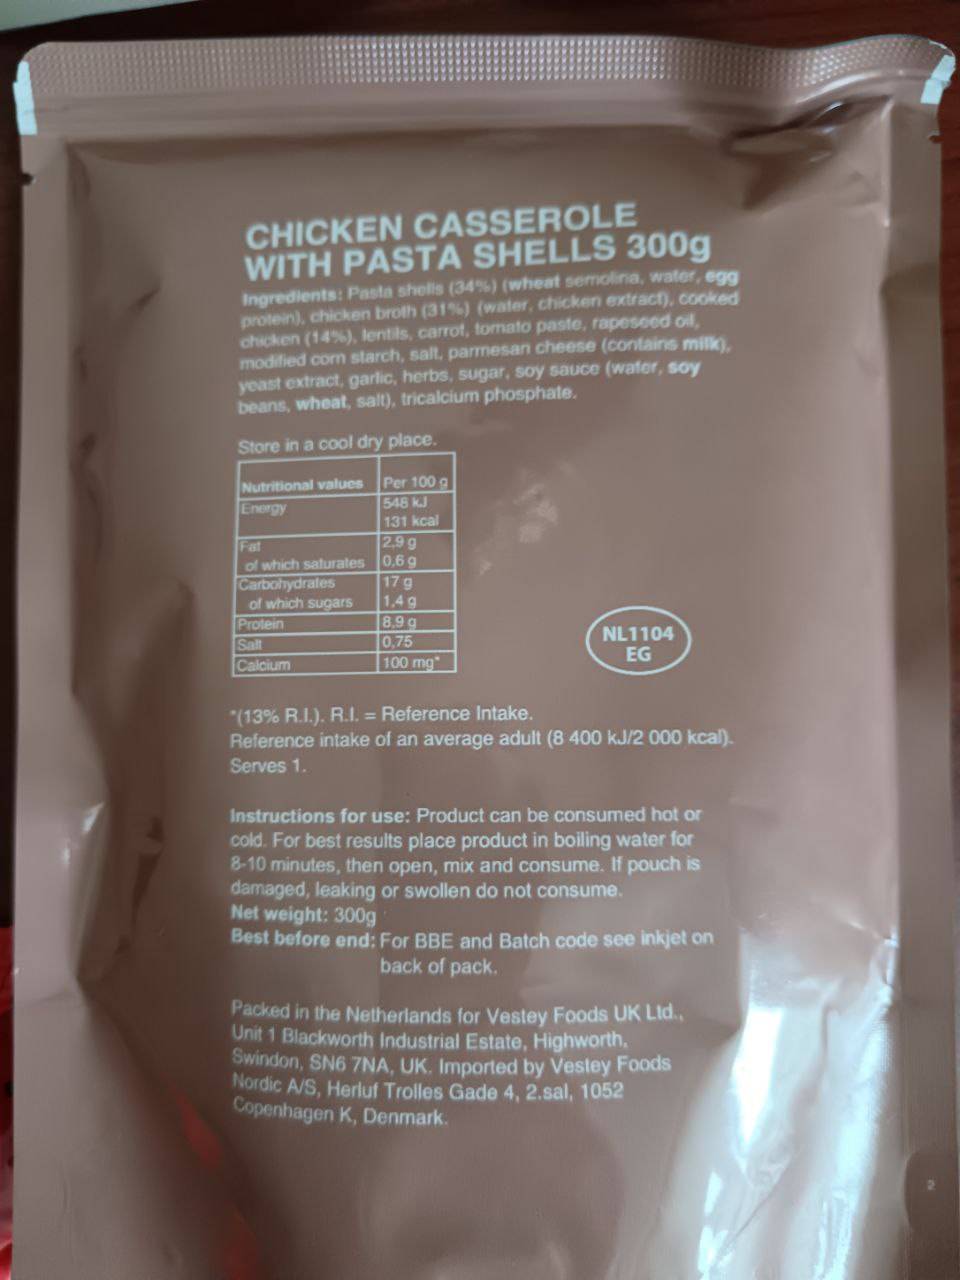 CHICKEN CASSEROLE
WITH PASTA SHELLS 300g
Ingredients: Pasta shells (34%) (wheat semolina, water, egg
protein), chicken broth (31%) (water, chicken extract), cooked
chicken (14%), lentils, carrot, tomato paste, rapeseed oil,
modified corn starch, salt, parmesan cheese (contains milk),
yeast extract, garlic, herbs, sugar, soy sauce (water, soy
beans, wheat, salt), tricalcium phosphate.
Store in a cool dry place.
Nutritional values Per 100 g
Energy 548 kJ
131 kcal
Fat 2,9 g
of which saturates 0,6 g
Carbohydrates 17 g
of which sugars 1,4 g
Protein 8,9 g
Salt 0,75
Calcium 100 mg*
NL1104
EG
*(13% R.I.). R.I. = Reference Intake.
Reference intake of an average adult (8 400 kJ/2 000 kcal).
Serves 1.
Instructions for use: Product can be consumed hot or
cold. For best results place product in boiling water for
8-10 minutes, then open, mix and consume. If pouch is
damaged, leaking or swollen do not consume.
Net weight: 300g
Best before end: For BBE and Batch code see inkjet on
back of pack.
Packed in the Netherlands for Vestey Foods UK Ltd.,
Unit 1 Blackworth Industrial Estate, Highworth,
Swindon, SN6 7NA, UK. Imported by Vestey Foods
Nordic A/S, Herluf Trolles Gade 4, 2.sal, 1052
Copenhagen K, Denmark.
2